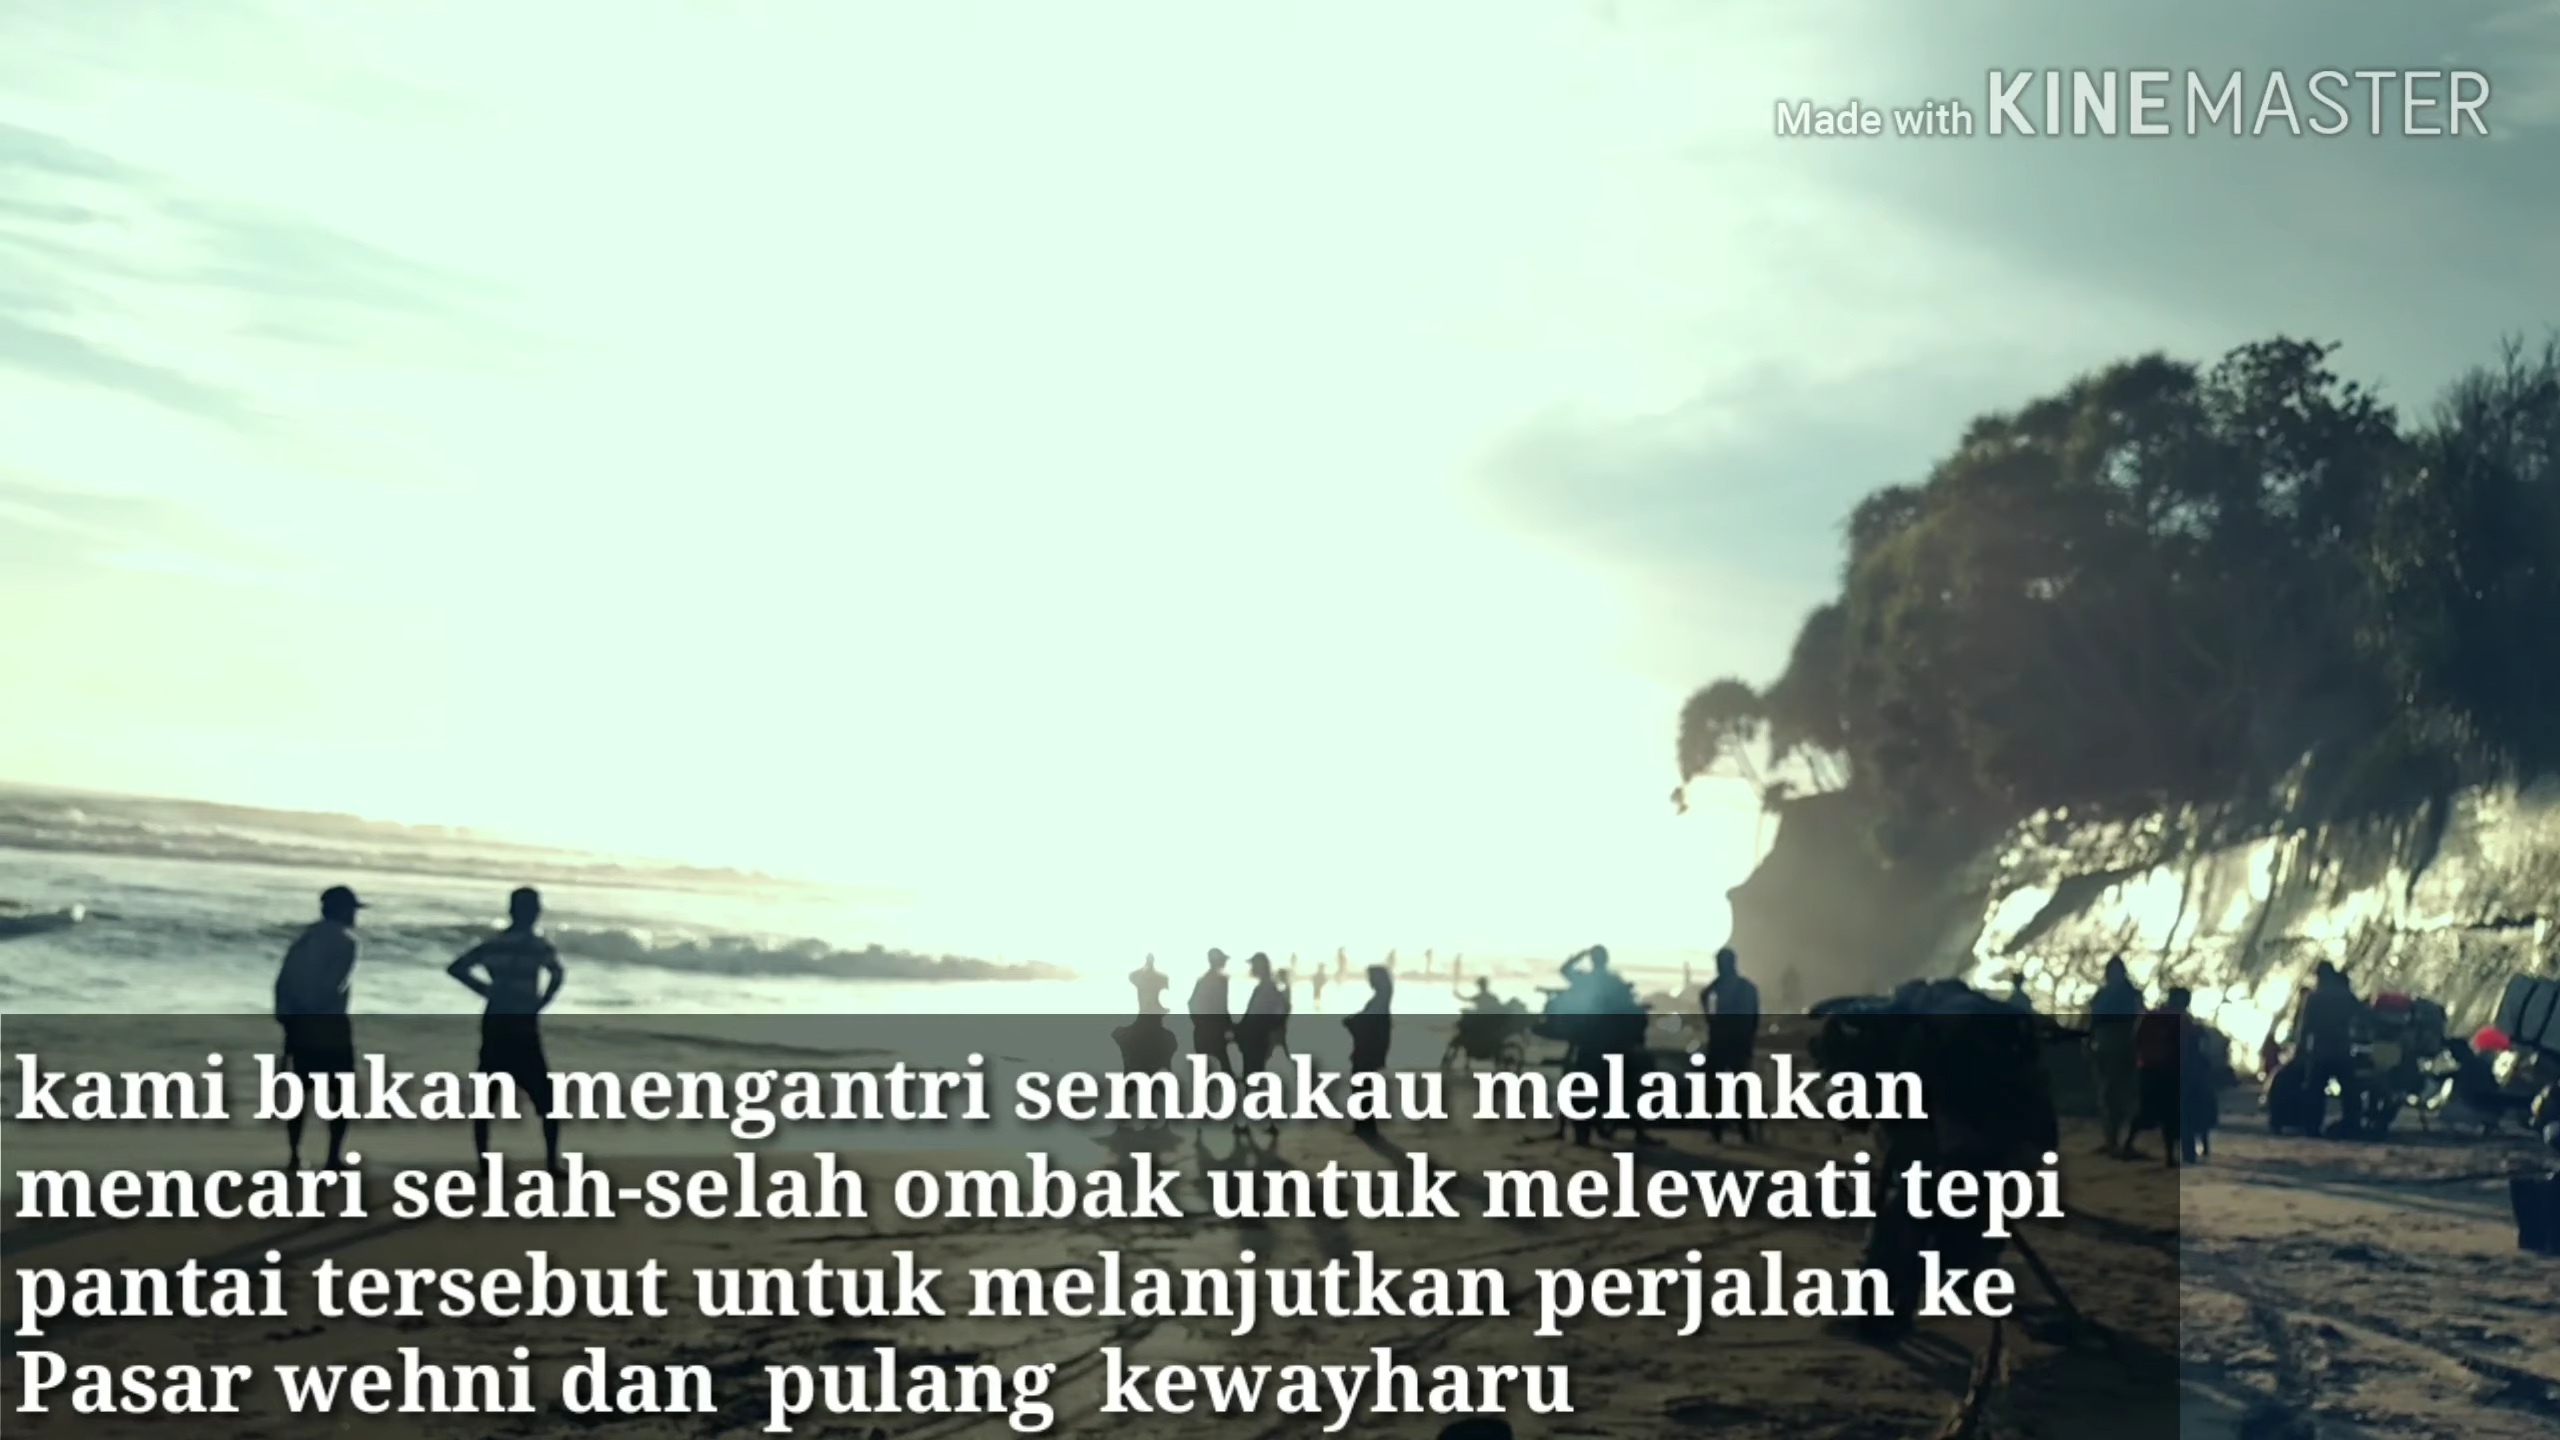 Made with KINEMASTER
kami bukan mengantri sembakau melainkan
mencari selah-selah ombak untuk melewati tepi
pantai tersebut untuk melanjutkan perjalan ke
Pasar wehni dan pulang kewayharu